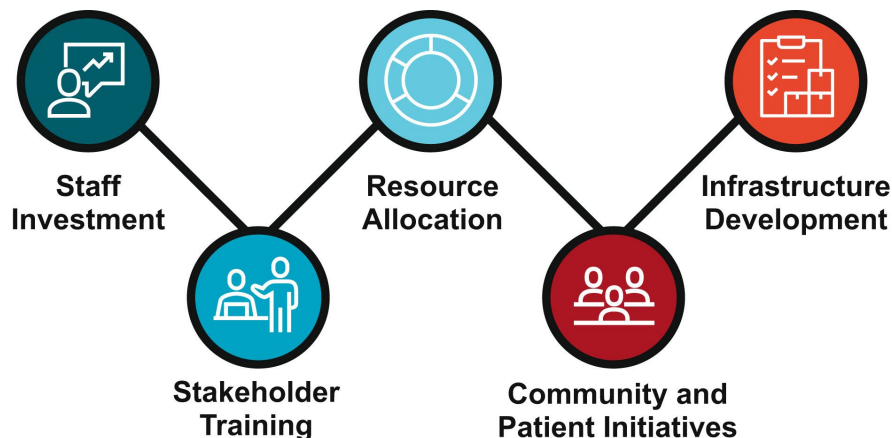 Staff
Investment
Stakeholder
Training
Resource
Allocation
Community and
Patient Initiatives
Infrastructure
Development